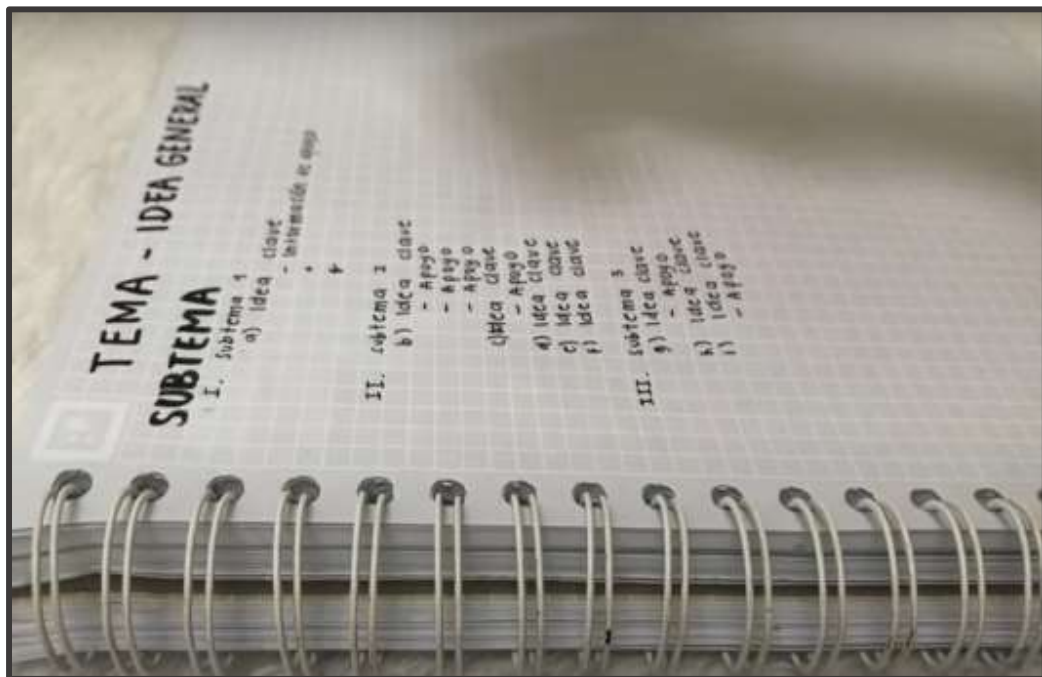 TEMA - IDEA GENERAL
SUBTEMA
I. Subtema 1
a) Idea clave
- Información de apoyo
II. Subtema 2
b) Idea clave
- Apoyo
- Apoyo
- Apoyo
c) Idea clave
- Apoyo
d) Idea clave
e) Idea clave
f) Idea clave
III. Subtema 3
g) Idea clave
- Apoyo
h) Idea clave
i) Idea clave
- Apoyo